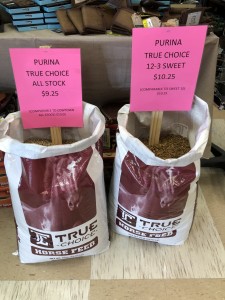 PURINA
TRUE CHOICE
ALL STOCK
$9.25
PURINA
TRUE CHOICE
12-3 SWEET
$10.25
TRUE
CHOICE
HORSE FEED
TRUE
CHOICE
HORSE FEED